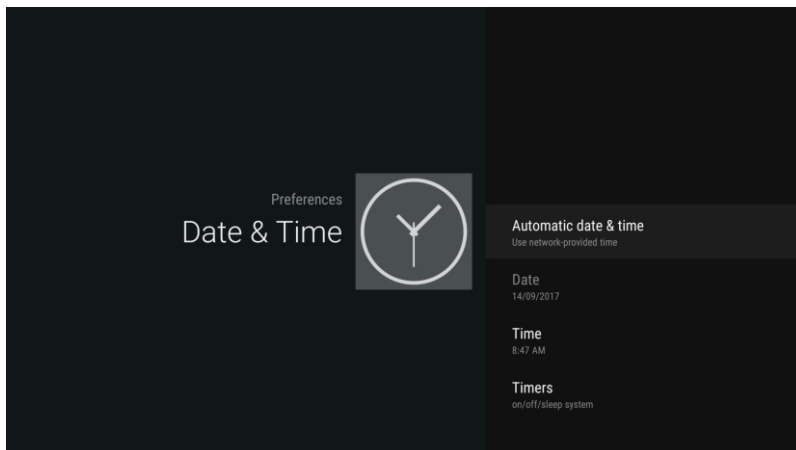 Preferences
Date & Time
Automatic date & time
Use network-provided time
Date
14/09/2017
Time
8:47 AM
Timers
on/off/sleep system